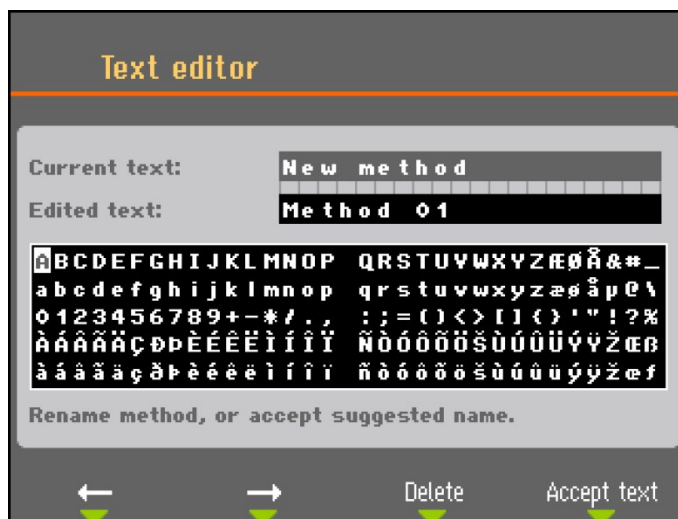 Text editor
Current text: New method
Edited text: Method 01
ABCDEFGHIJKLMNOP QRSTUVWXYZÆØÅ&#_
abcdefghijklmnop qrstuvwxyzæøåµ@\
0123456789+-*/., :;=()<>[]{}'"!?%
ÀÁÂÃÄÇÐÞÈÉÊËÌÍÎÏ ÑÒÓÔÕÖŠÙÚÛÜÝŸŽŒß
àáâãäçðÞèéêëìíîï ñòóôõöšùúûüýÿžœƒ
Rename method, or accept suggested name.
← → Delete Accept text